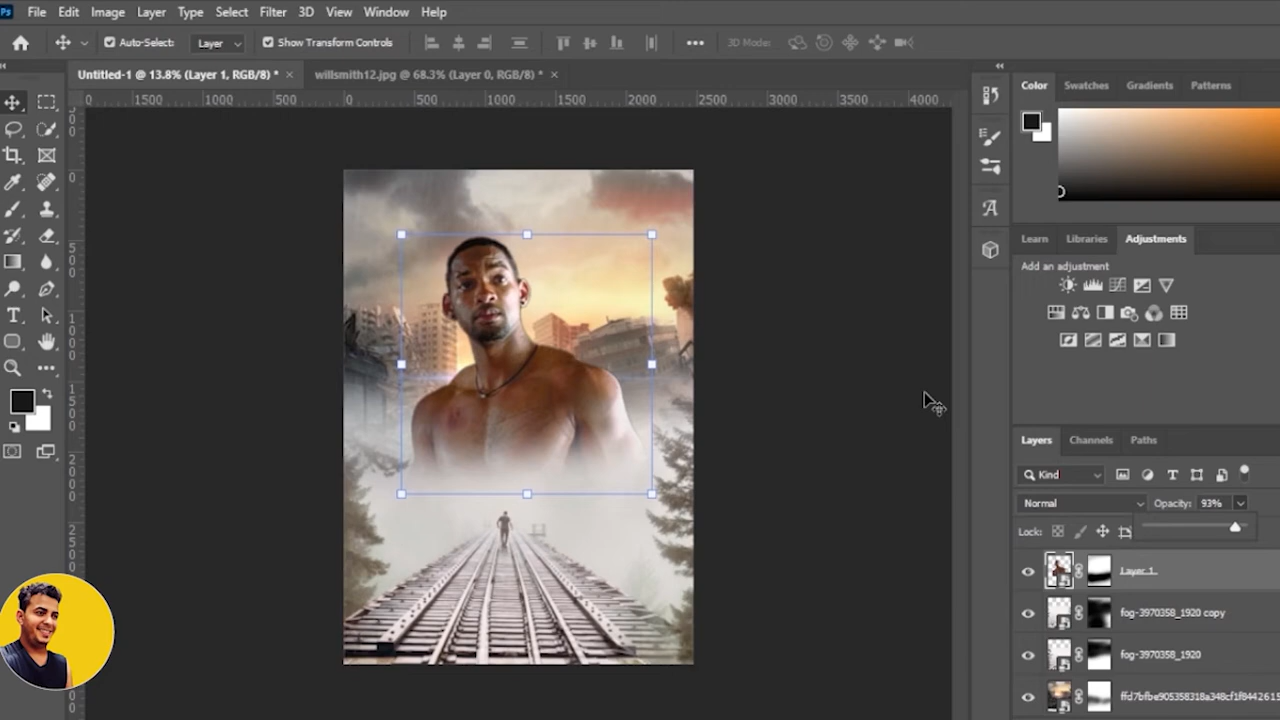 Ps File Edit Image Layer Type Select Filter 3D View Window Help
Auto-Select: Layer Show Transform Controls 3D Mode:
Untitled-1 @ 13.8% (Layer 1, RGB/8) * × willsmith12.jpg @ 68.3% (Layer 0, RGB/8) * ×
0 1500 1000 500 0 500 1000 1500 2000 2500 3000 3500 4000
Color Swatches Gradients Patterns
Learn Libraries Adjustments
Add an adjustment
Layers Channels Paths
Kind
Normal Opacity: 93%
Lock:
Layer 1
fog-3970358_1920 copy
fog-3970358_1920